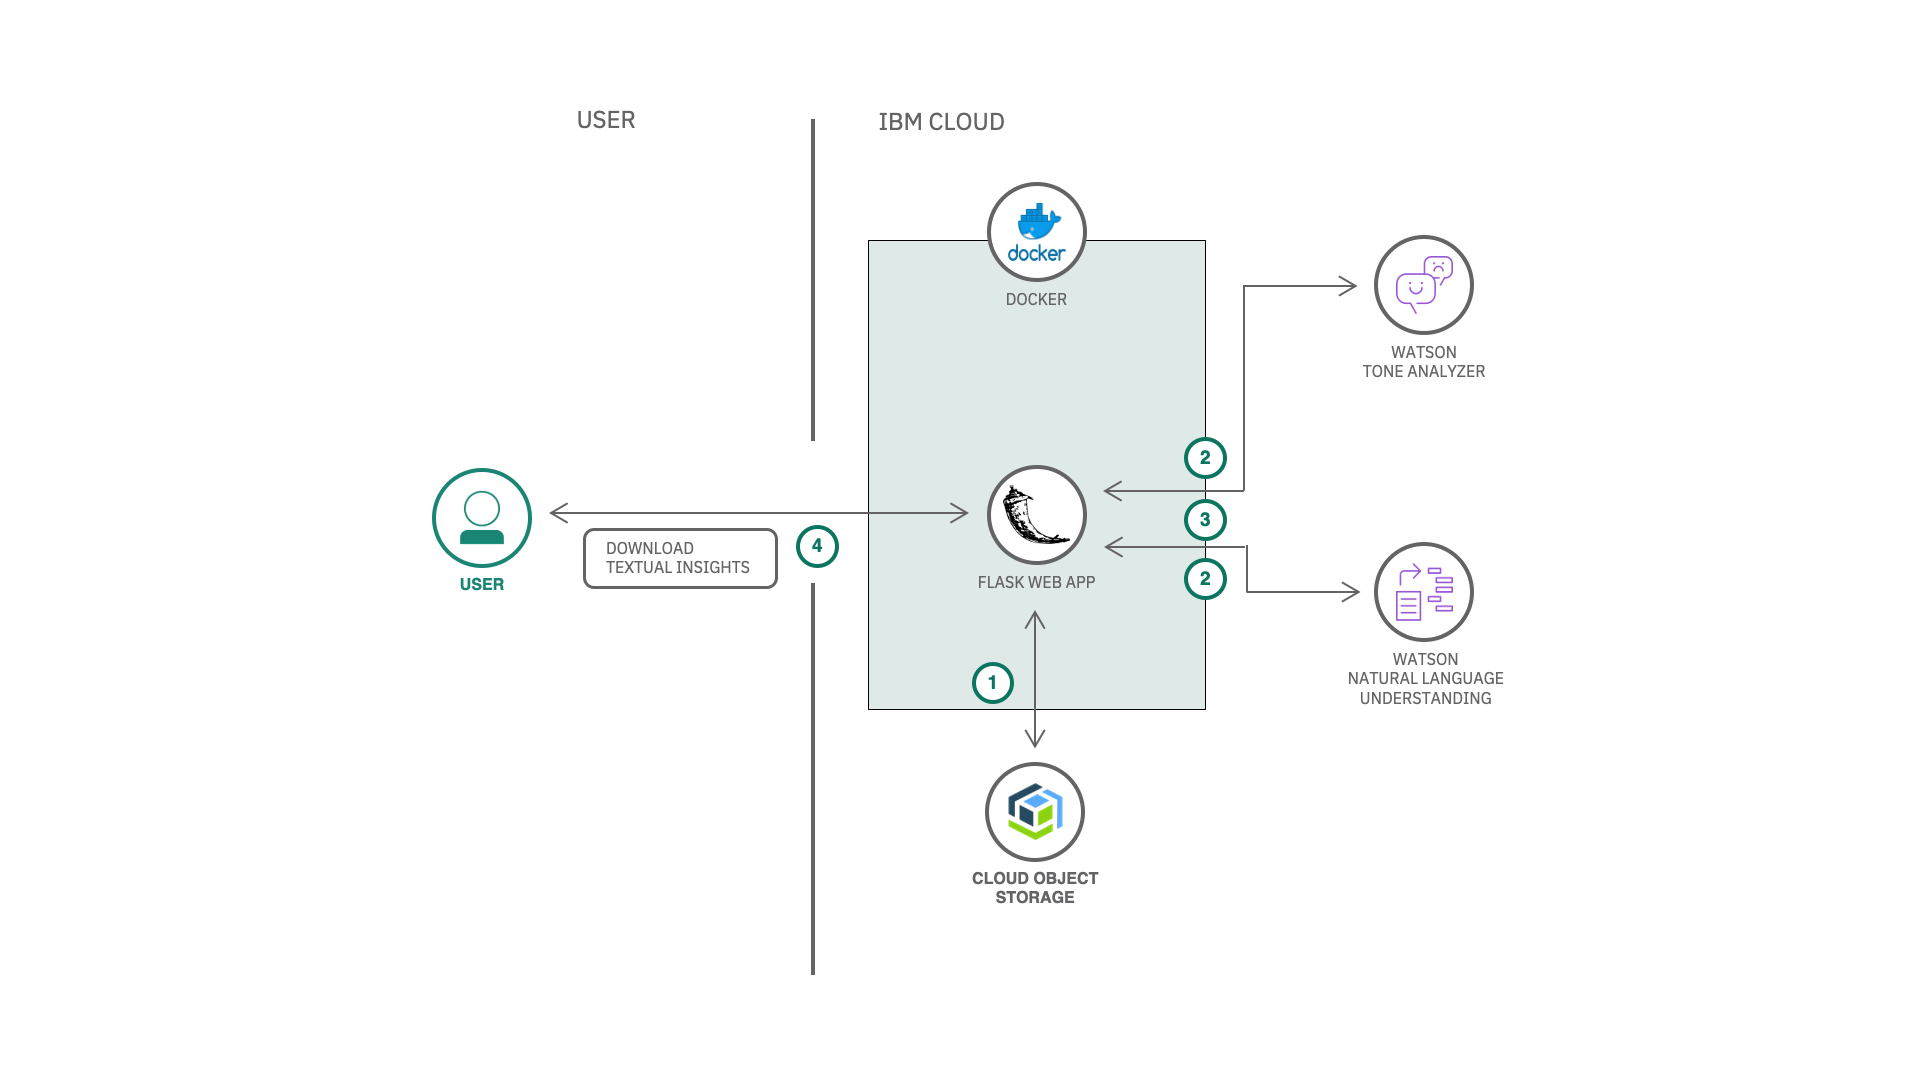 USER
IBM CLOUD
docker
DOCKER
WATSON
TONE ANALYZER
2
3
2
4
DOWNLOAD
TEXTUAL INSIGHTS
USER
FLASK WEB APP
WATSON
NATURAL LANGUAGE
UNDERSTANDING
1
CLOUD OBJECT
STORAGE